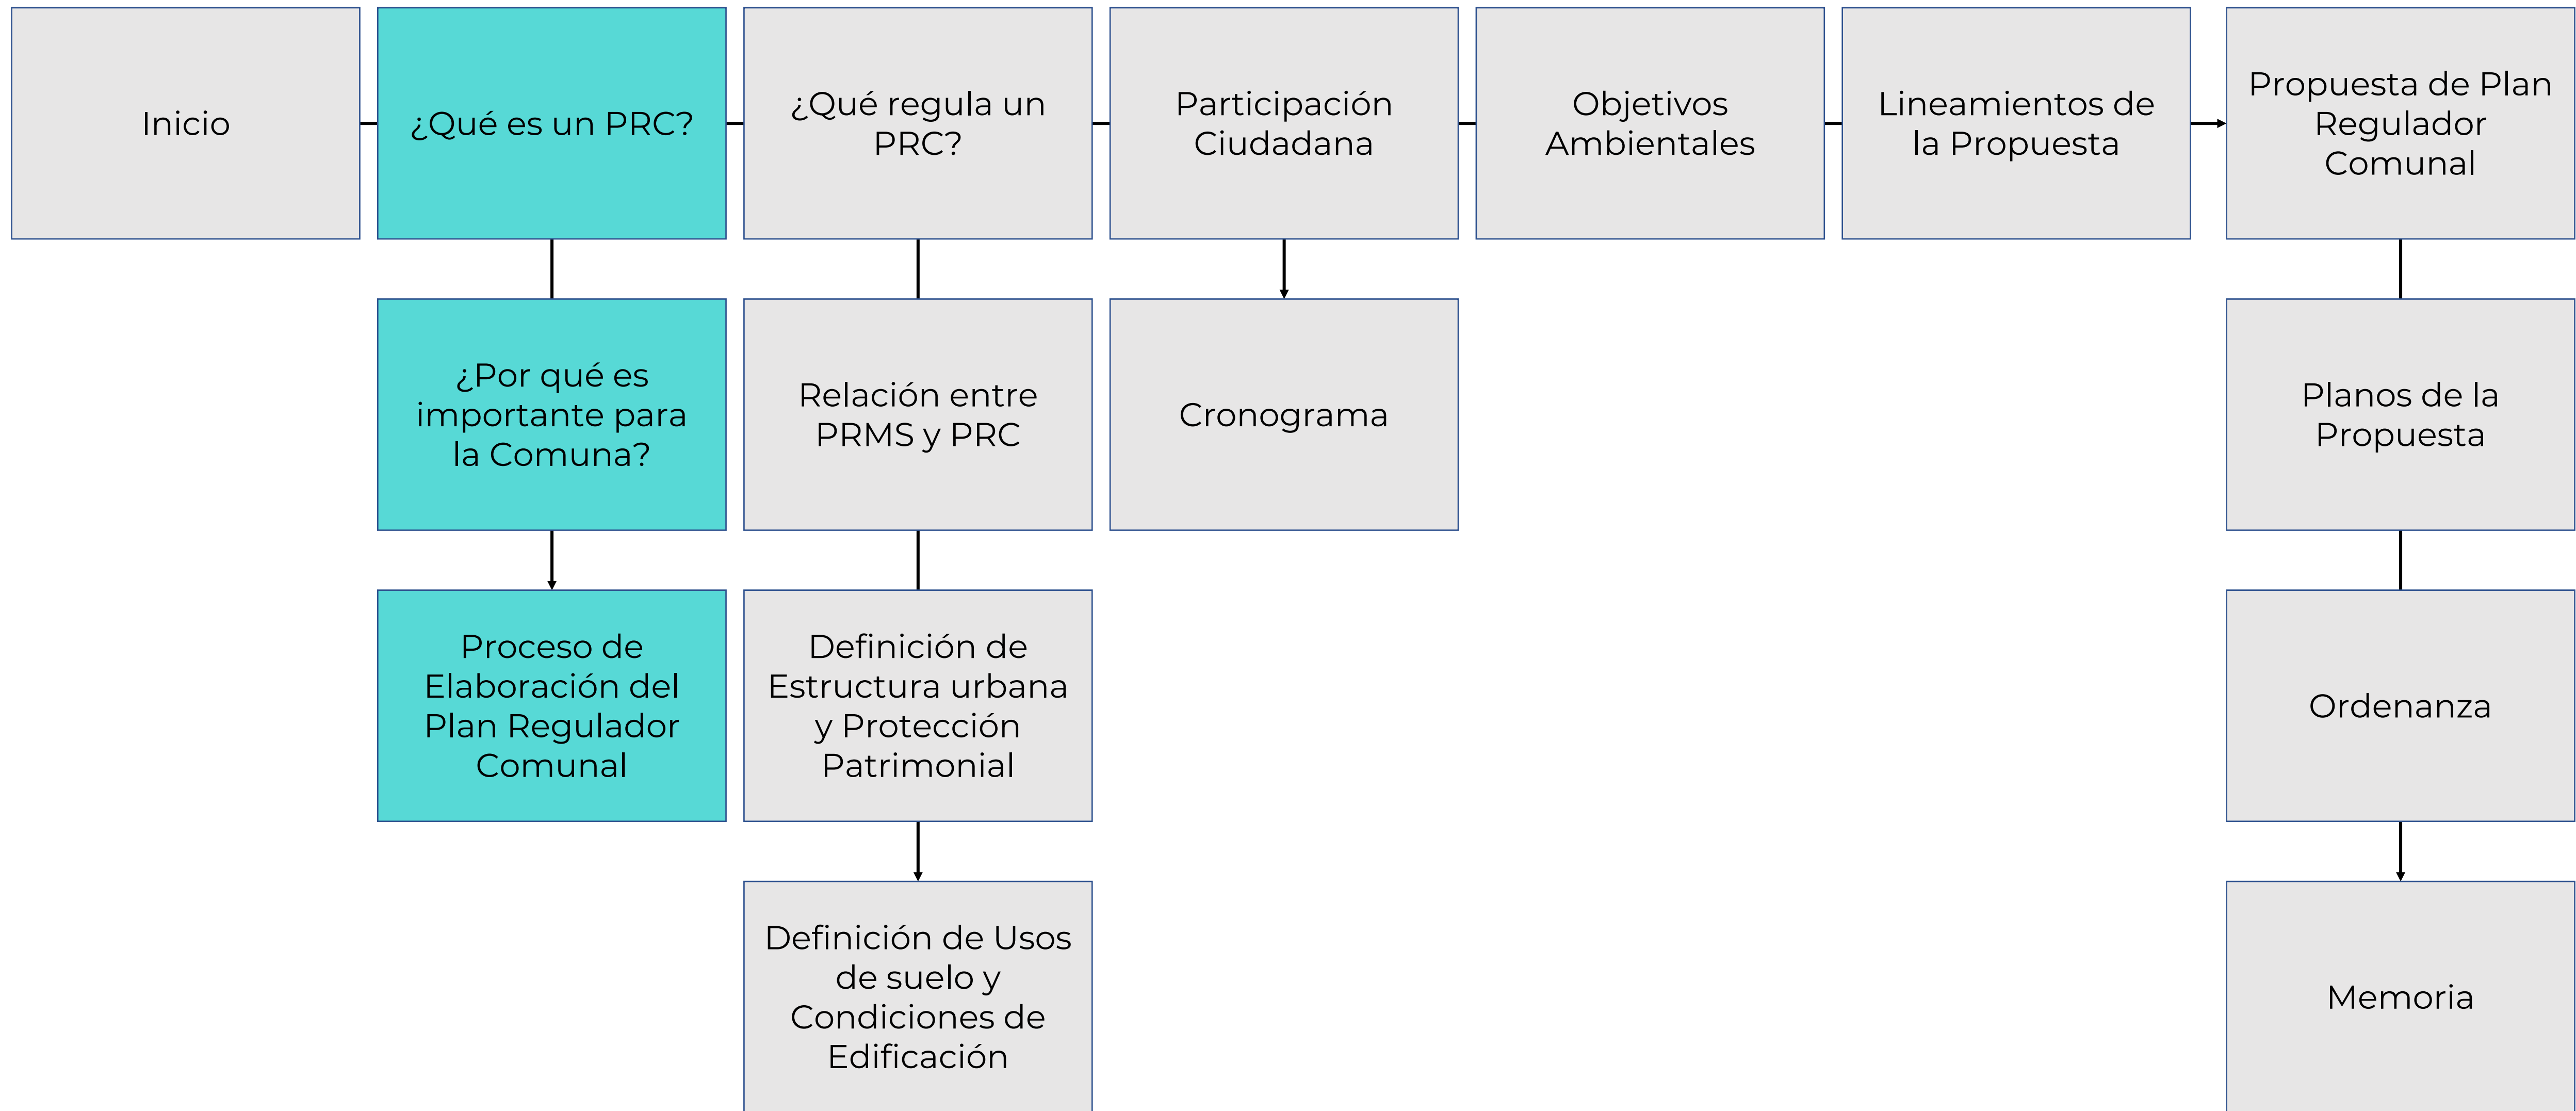 Inicio
¿Qué es un PRC?
¿Qué regula un
PRC?
Participación
Ciudadana
Objetivos
Ambientales
Lineamientos de
la Propuesta
Propuesta de Plan
Regulador
Comunal
¿Por qué es
importante para
la Comuna?
Relación entre
PRMS y PRC
Cronograma
Planos de la
Propuesta
Proceso de
Elaboración del
Plan Regulador
Comunal
Definición de
Estructura urbana
y Protección
Patrimonial
Ordenanza
Definición de Usos
de suelo y
Condiciones de
Edificación
Memoria